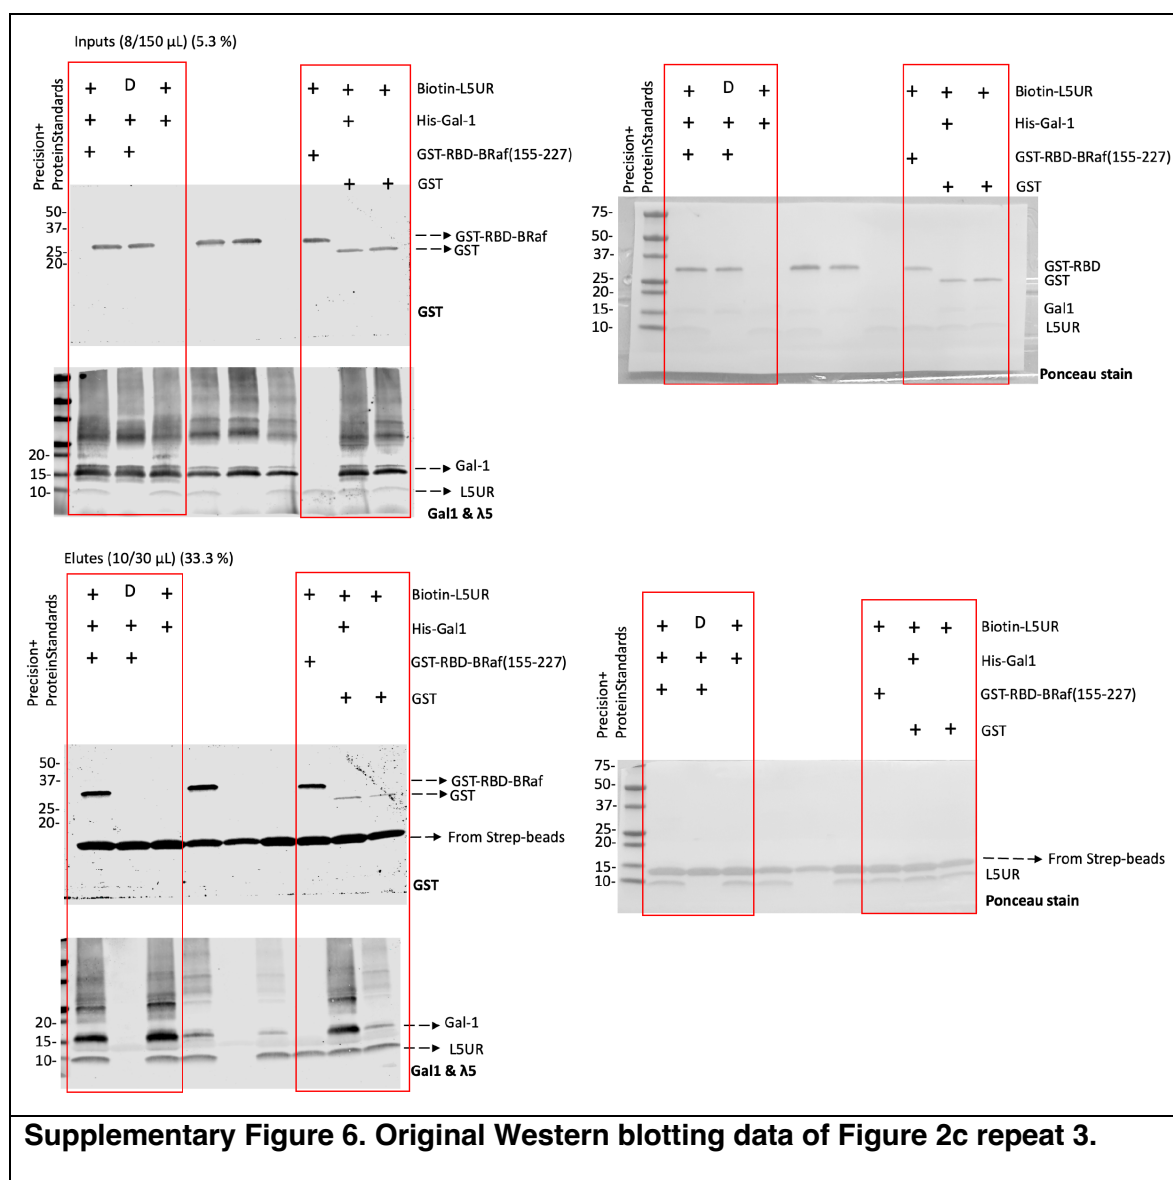 Inputs (8/150 µL) (5.3 %)
Precision+
ProteinStandards
+ D + + + + Biotin-L5UR
+ + + + His-Gal-1
+ + + GST-RBD-BRaf(155-227)
+ + GST
50-
37-
25-
20-
GST-RBD-BRaf
GST
GST
20-
15-
10-
Gal-1
L5UR
Gal1 & λ5
Precision+
ProteinStandards
+ D + + + + Biotin-L5UR
+ + + + His-Gal-1
+ + + GST-RBD-BRaf(155-227)
+ + GST
75-
50-
37-
25-
20-
15-
10-
GST-RBD
GST
Gal1
L5UR
Ponceau stain
Elutes (10/30 µL) (33.3 %)
Precision+
ProteinStandards
+ D + + + + Biotin-L5UR
+ + + + His-Gal1
+ + + GST-RBD-BRaf(155-227)
+ + GST
50-
37-
25-
20-
GST-RBD-BRaf
GST
From Strep-beads
GST
20-
15-
10-
Gal-1
L5UR
Gal1 & λ5
Precision+
ProteinStandards
+ D + + + + Biotin-L5UR
+ + + + His-Gal1
+ + + GST-RBD-BRaf(155-227)
+ + GST
75-
50-
37-
25-
20-
15-
10-
From Strep-beads
L5UR
Ponceau stain
Supplementary Figure 6. Original Western blotting data of Figure 2c repeat 3.